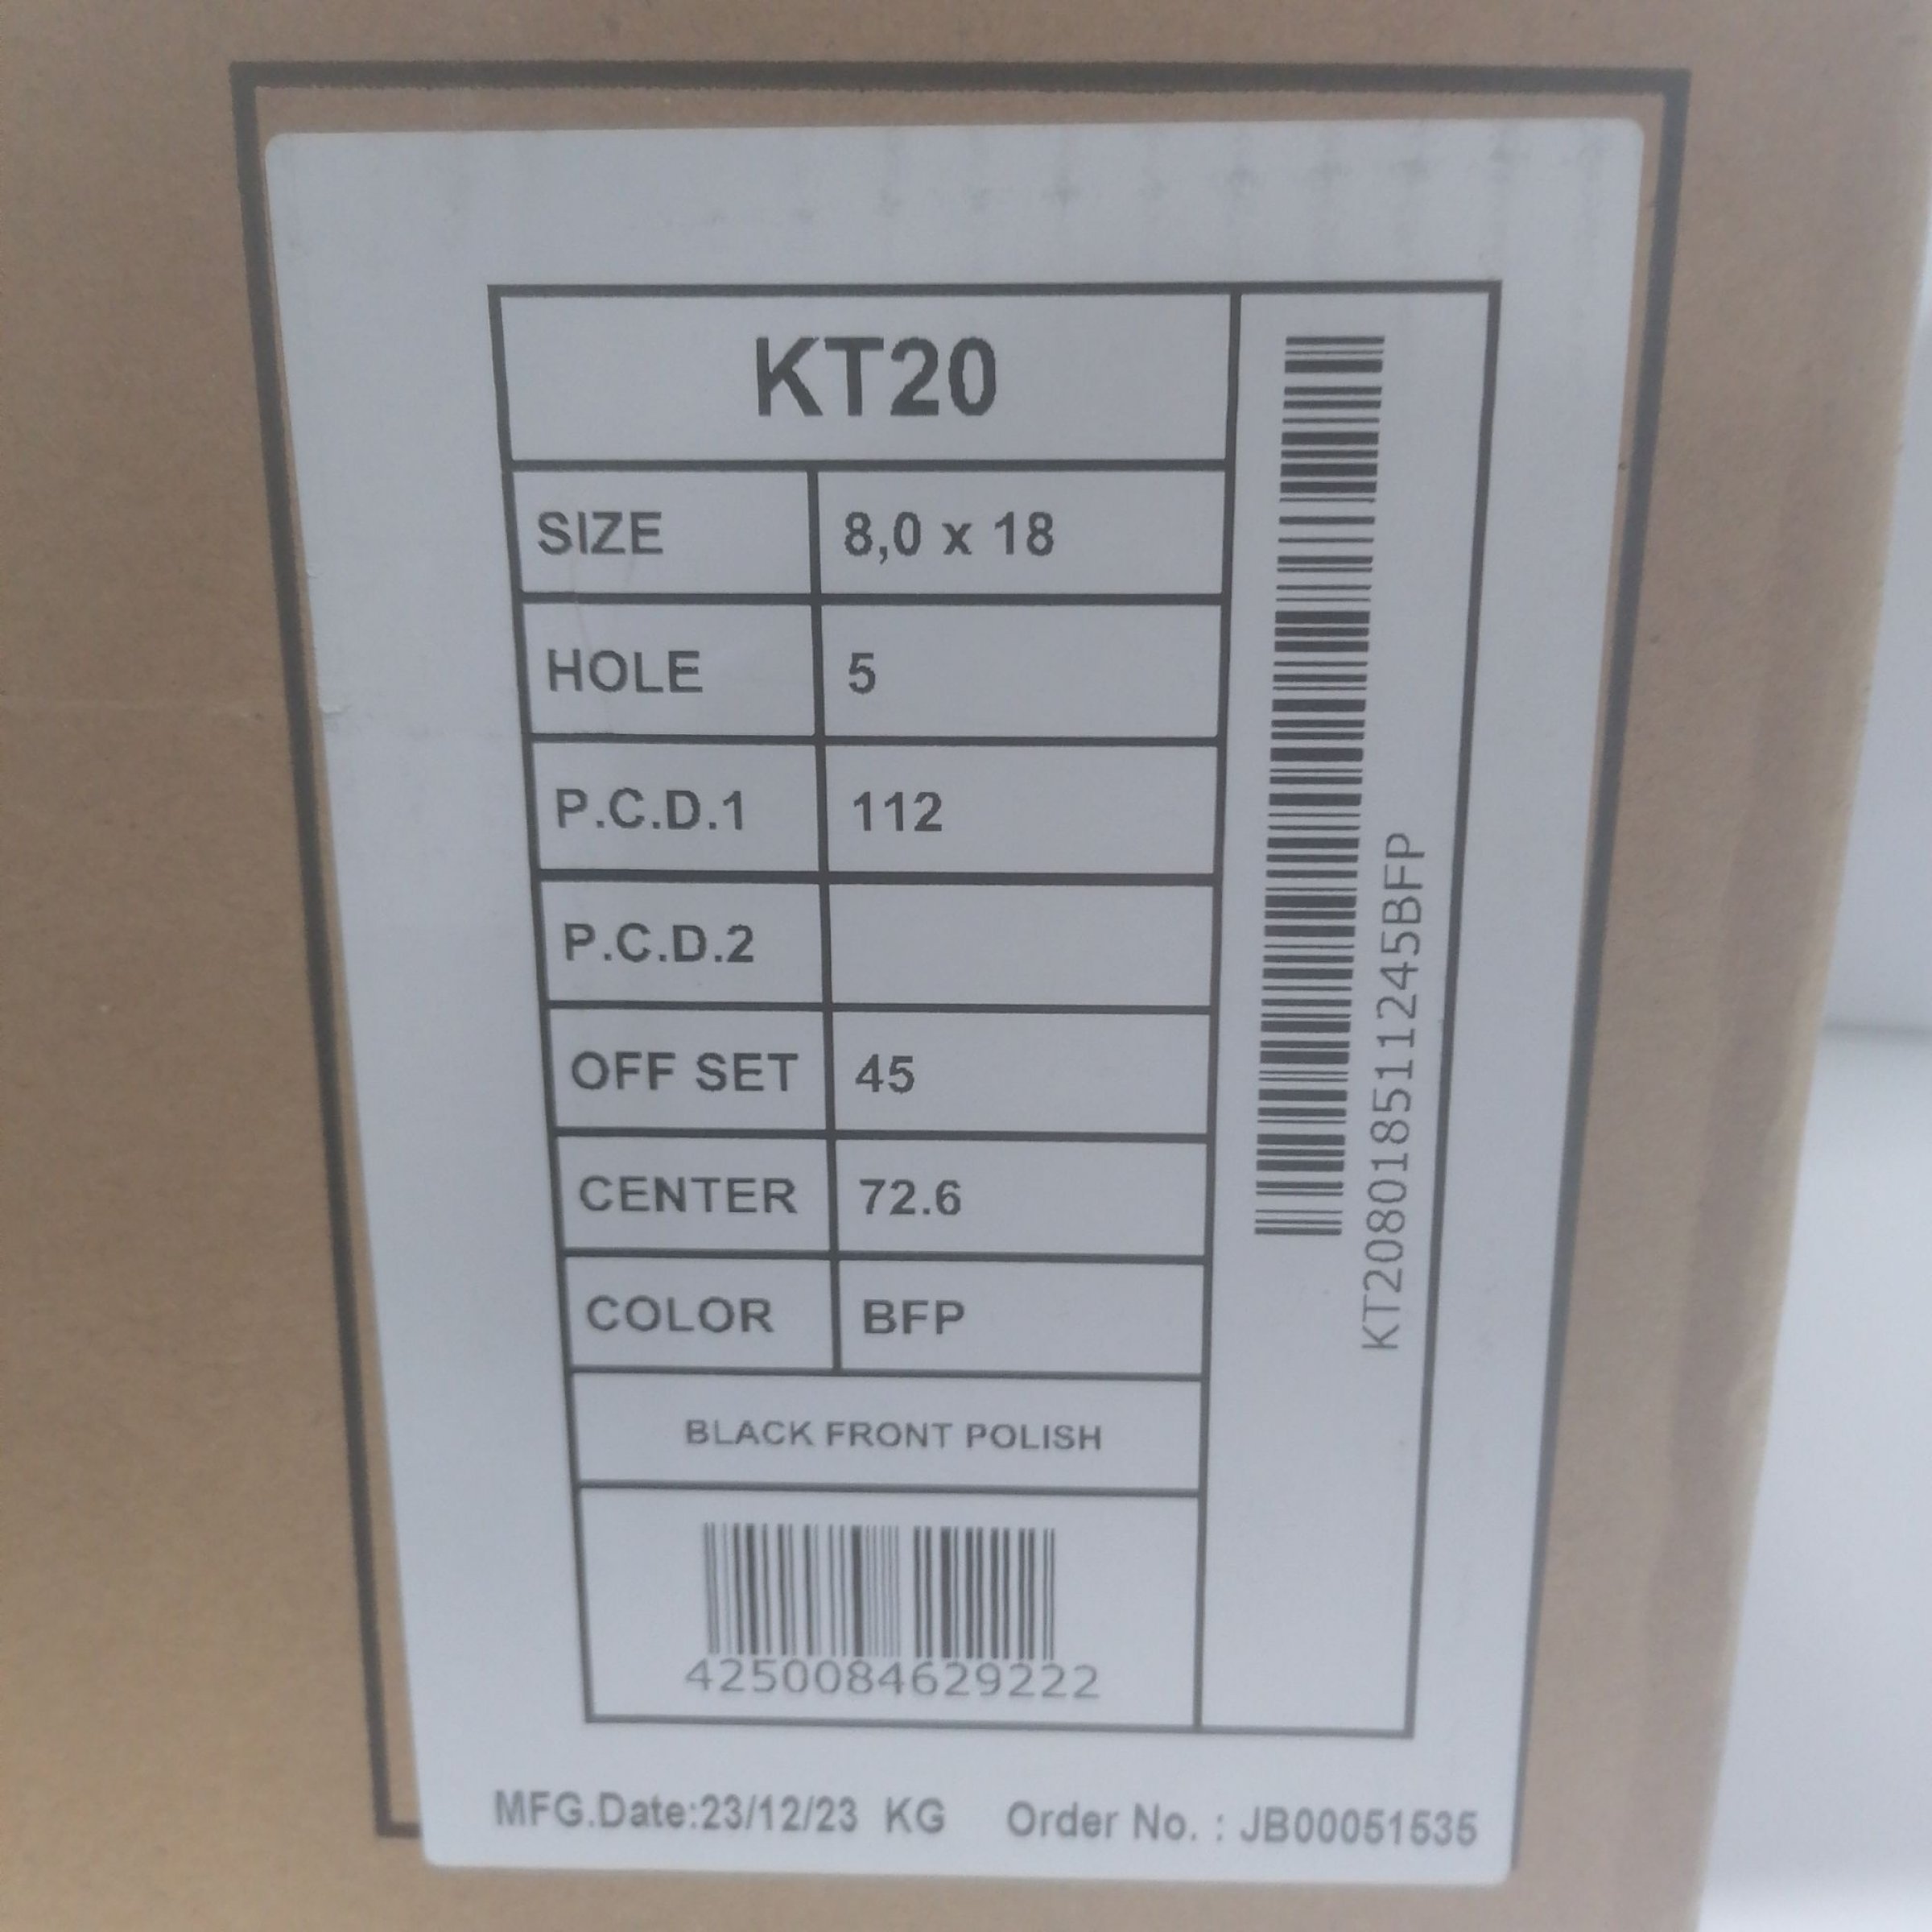 KT20
SIZE 8,0 x 18
HOLE 5
P.C.D.1 112
P.C.D.2
OFF SET 45
CENTER 72.6
COLOR BFP
BLACK FRONT POLISH
4250084629222
KT208018511245BFP
MFG.Date:23/12/23 KG Order No. : JB00051535